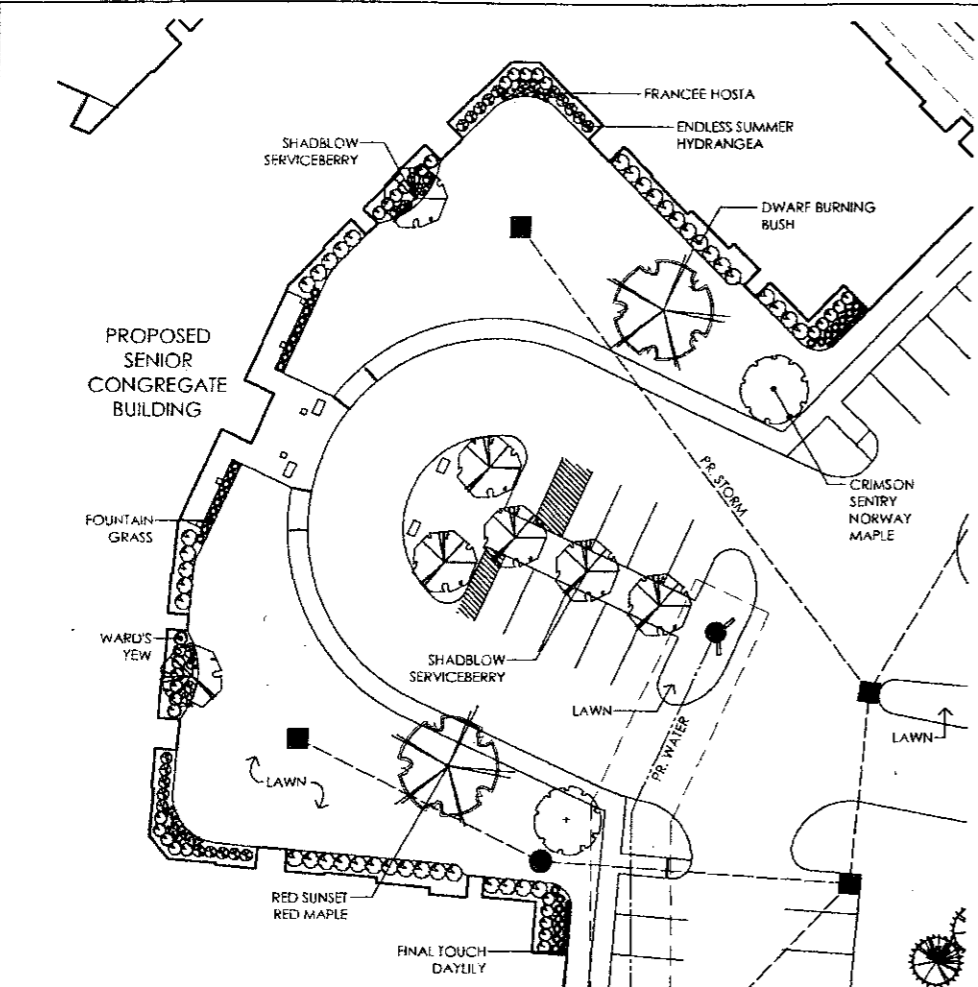 FRANCEE HOSTA
ENDLESS SUMMER
HYDRANGEA
SHADBLOW
SERVICEBERRY
DWARF BURNING
BUSH
PROPOSED
SENIOR
CONGREGATE
BUILDING
PR. STORM
CRIMSON
SENTRY
NORWAY
MAPLE
FOUNTAIN
GRASS
WARD'S
YEW
SHADBLOW
SERVICEBERRY
LAWN
PR. WATER
LAWN
LAWN
RED SUNSET
RED MAPLE
FINAL TOUCH
DAYLILY